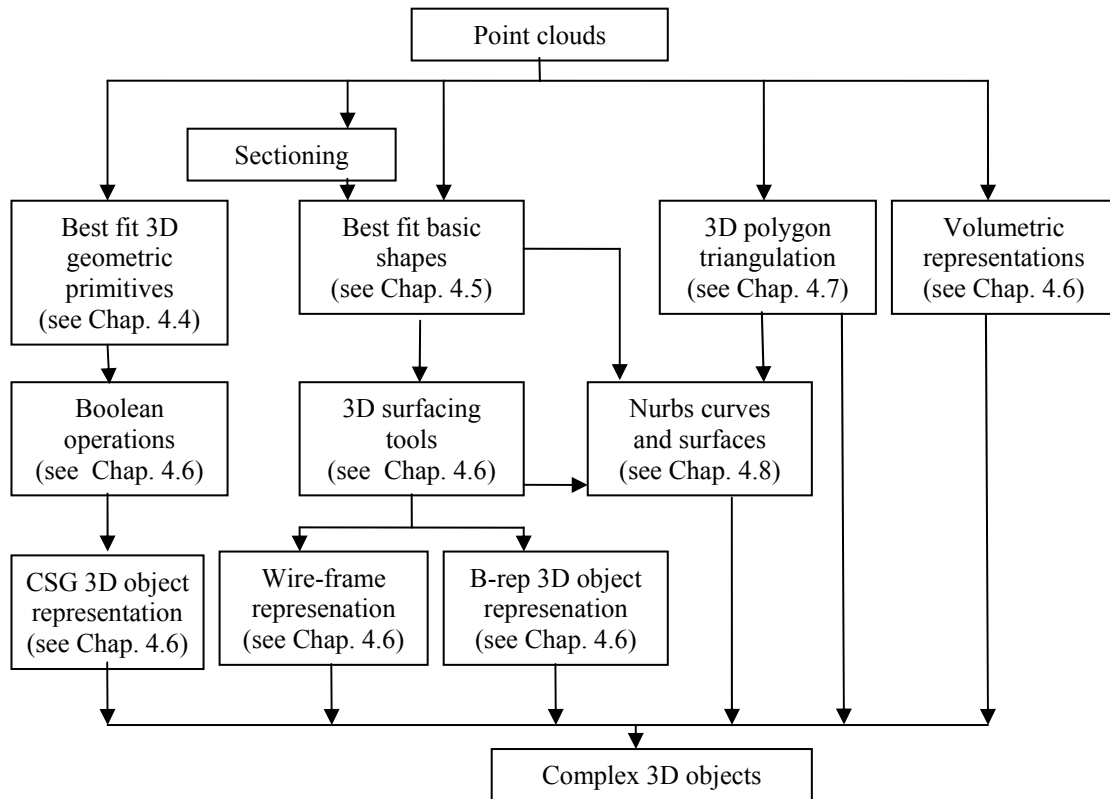 Point clouds
Sectioning
Best fit 3D
geometric
primitives
(see Chap. 4.4)
Best fit basic
shapes
(see Chap. 4.5)
3D polygon
triangulation
(see Chap. 4.7)
Volumetric
representations
(see Chap. 4.6)
Boolean
operations
(see Chap. 4.6)
3D surfacing
tools
(see Chap. 4.6)
Nurbs curves
and surfaces
(see Chap. 4.8)
CSG 3D object
representation
(see Chap. 4.6)
Wire-frame
represenation
(see Chap. 4.6)
B-rep 3D object
represenation
(see Chap. 4.6)
Complex 3D objects